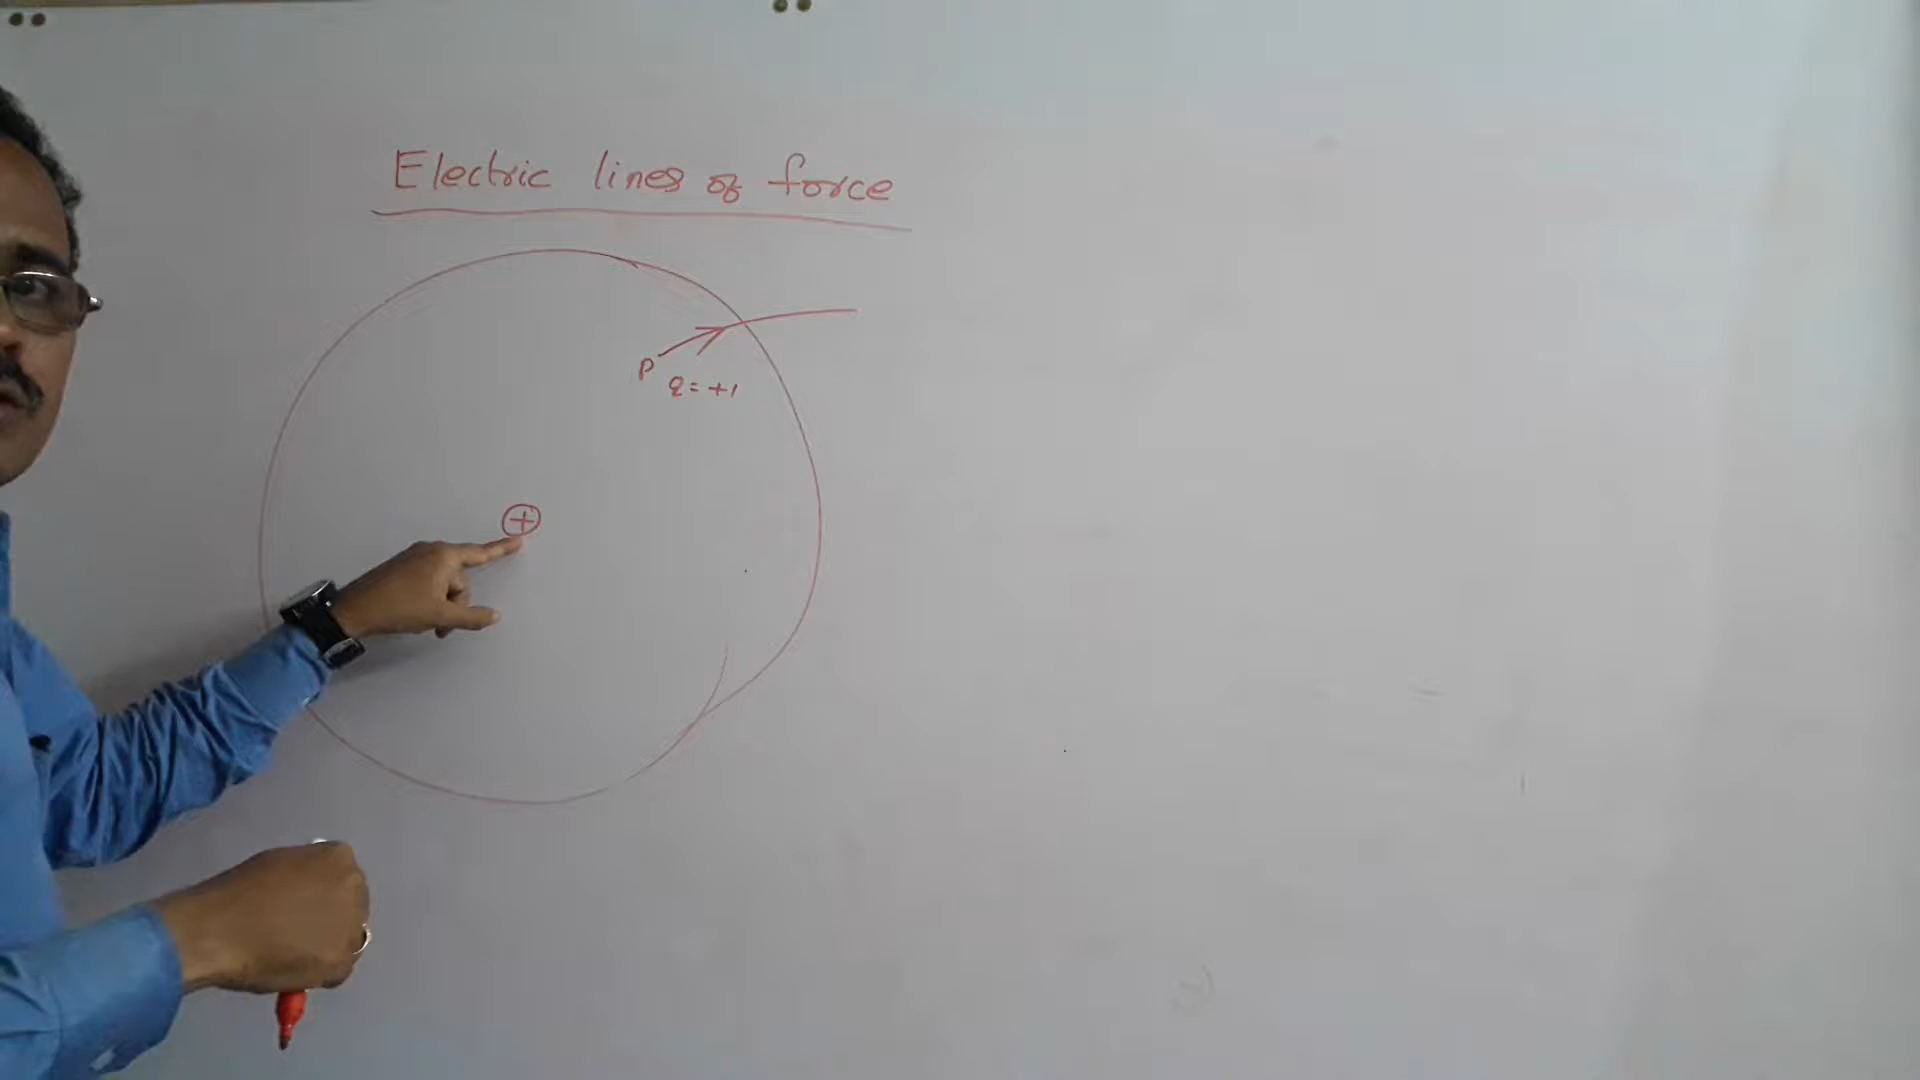 Electric lines of force
P
q = +1
+